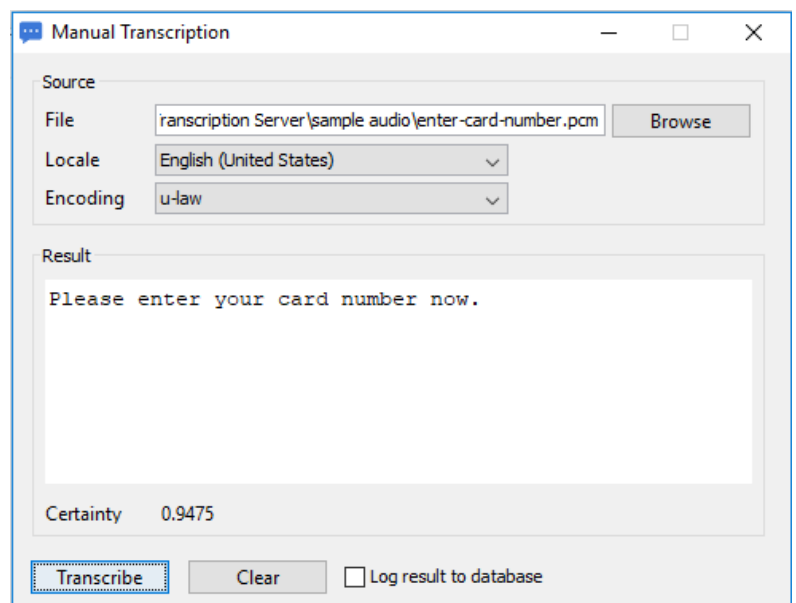 Manual Transcription
Source
File ranscription Server\sample audio\enter-card-number.pcm Browse
Locale English (United States)
Encoding u-law
Result
Please enter your card number now.
Certainty 0.9475
Transcribe Clear Log result to database